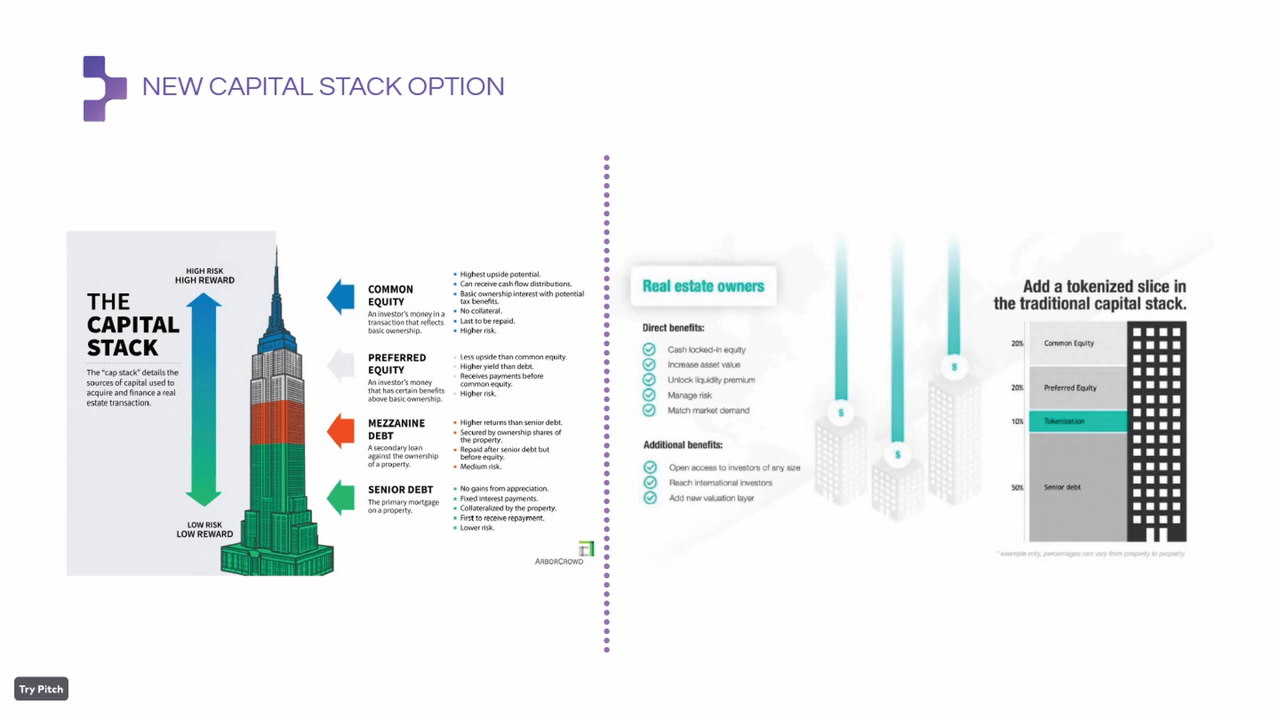 NEW CAPITAL STACK OPTION
HIGH RISK
HIGH REWARD
THE
CAPITAL
STACK
The "cap stack" details the
sources of capital used to
acquire and finance a real
estate transaction.
LOW RISK
LOW REWARD
COMMON
EQUITY
An investor's money in a
transaction that reflects
basic ownership.
Highest upside potential.
Can receive cash flow distributions.
Basic ownership interest with potential
tax benefits.
No collateral.
Last to be repaid.
Higher risk.
PREFERRED
EQUITY
An investor's money
that has certain benefits
above basic ownership.
Less upside than common equity.
Higher yield than debt.
Receives payments before
common equity.
Higher risk.
MEZZANINE
DEBT
A secondary loan
against the ownership
of a property.
Higher returns than senior debt.
Secured by ownership shares of
the property.
Repaid after senior debt but
before equity.
Medium risk.
SENIOR DEBT
The primary mortgage
on a property.
No gains from appreciation.
Fixed interest payments.
Collateralized by the property.
First to receive repayment.
Lower risk.
ARBORCROWD
Real estate owners
Direct benefits:
Cash locked-in equity
Increase asset value
Unlock liquidity premium
Manage risk
Match market demand
Additional benefits:
Open access to investors of any size
Reach international investors
Add new valuation layer
$
$
$
Add a tokenized slice in
the traditional capital stack.
20% Common Equity
20% Preferred Equity
10% Tokenization
50% Senior debt
* example only, percentages can vary from property to property
Try Pitch